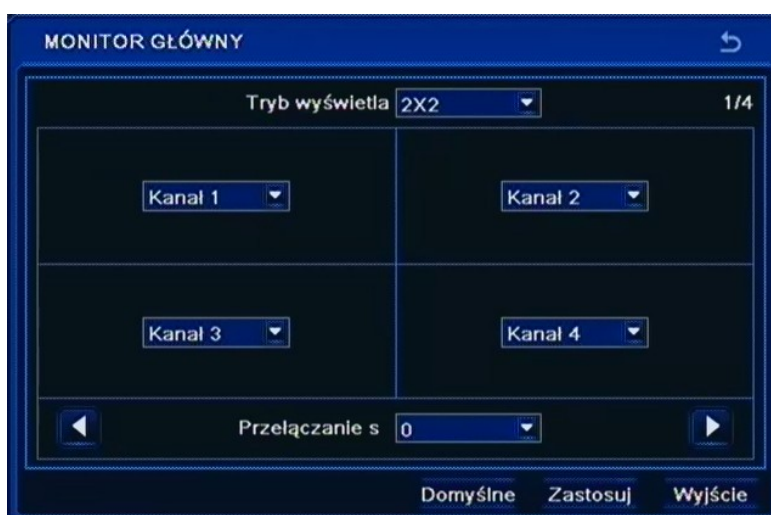 MONITOR GŁÓWNY
Tryb wyświetla 2X2 1/4
Kanał 1 Kanał 2
Kanał 3 Kanał 4
Przełączanie s 0
Domyślne Zastosuj Wyjście